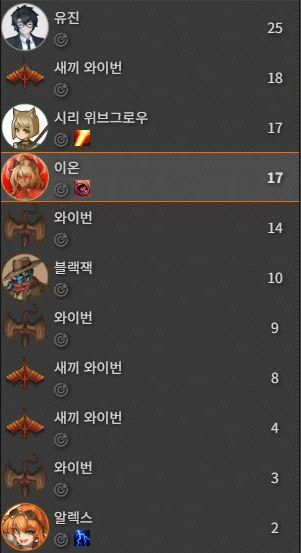 유진 25
새끼 와이번 18
시리 위브그로우 17
이온 17
와이번 14
블랙잭 10
와이번 9
새끼 와이번 8
새끼 와이번 4
와이번 3
알렉스 2